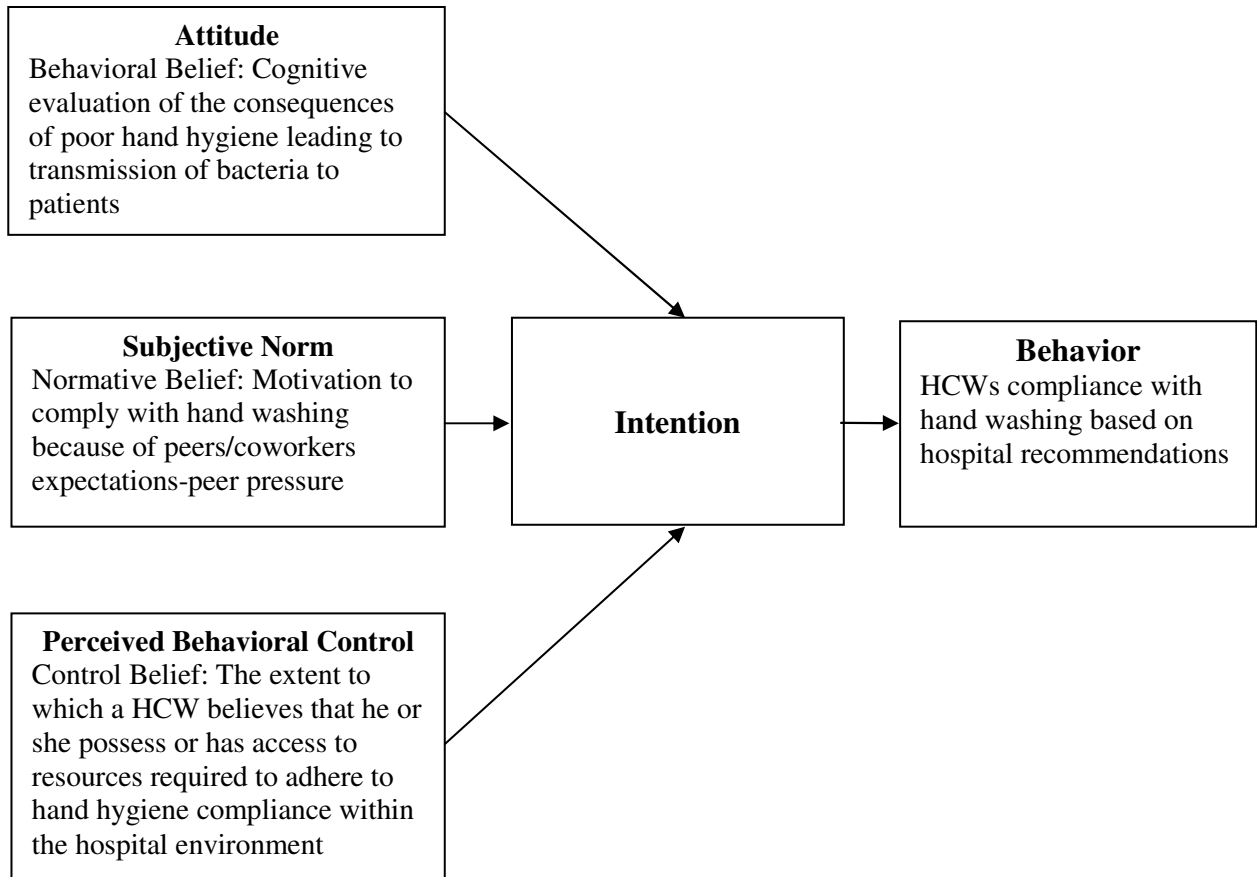 Attitude
Behavioral Belief: Cognitive
evaluation of the consequences
of poor hand hygiene leading to
transmission of bacteria to
patients
Subjective Norm
Normative Belief: Motivation to
comply with hand washing
because of peers/coworkers
expectations-peer pressure
Intention
Behavior
HCWs compliance with
hand washing based on
hospital recommendations
Perceived Behavioral Control
Control Belief: The extent to
which a HCW believes that he or
she possess or has access to
resources required to adhere to
hand hygiene compliance within
the hospital environment